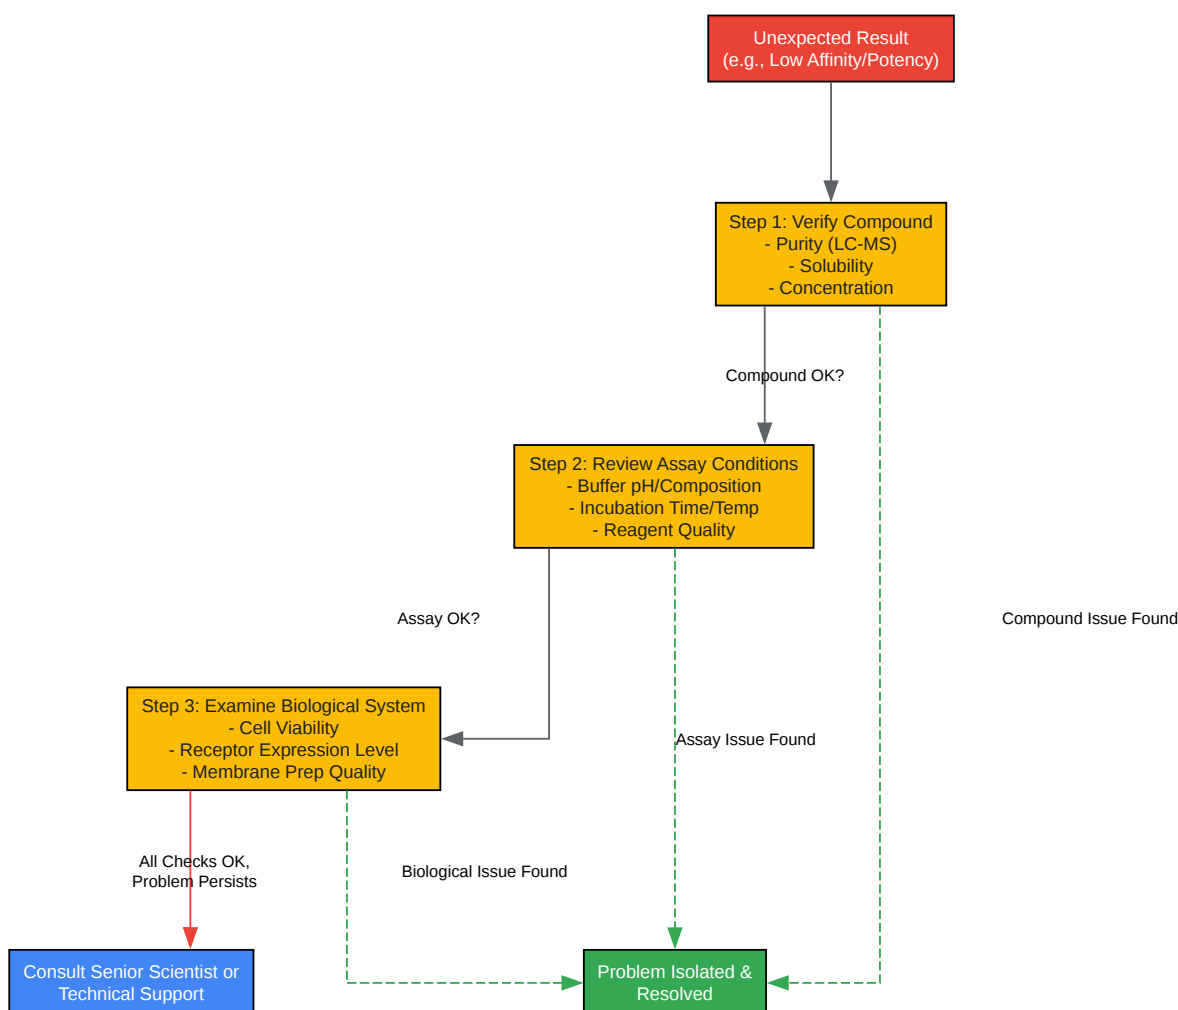 Unexpected Result
(e.g., Low Affinity/Potency)
Step 1: Verify Compound
- Purity (LC-MS)
- Solubility
- Concentration
Compound OK?
Step 2: Review Assay Conditions
- Buffer pH/Composition
- Incubation Time/Temp
- Reagent Quality
Assay OK?
Compound Issue Found
Step 3: Examine Biological System
- Cell Viability
- Receptor Expression Level
- Membrane Prep Quality
Assay Issue Found
All Checks OK,
Problem Persists
Biological Issue Found
Consult Senior Scientist or
Technical Support
Problem Isolated &
Resolved